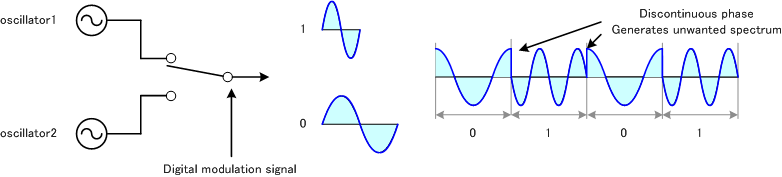 oscillator1
oscillator2
Digital modulation signal
1
0
Discontinuous phase
Generates unwanted spectrum
0 1 0 1